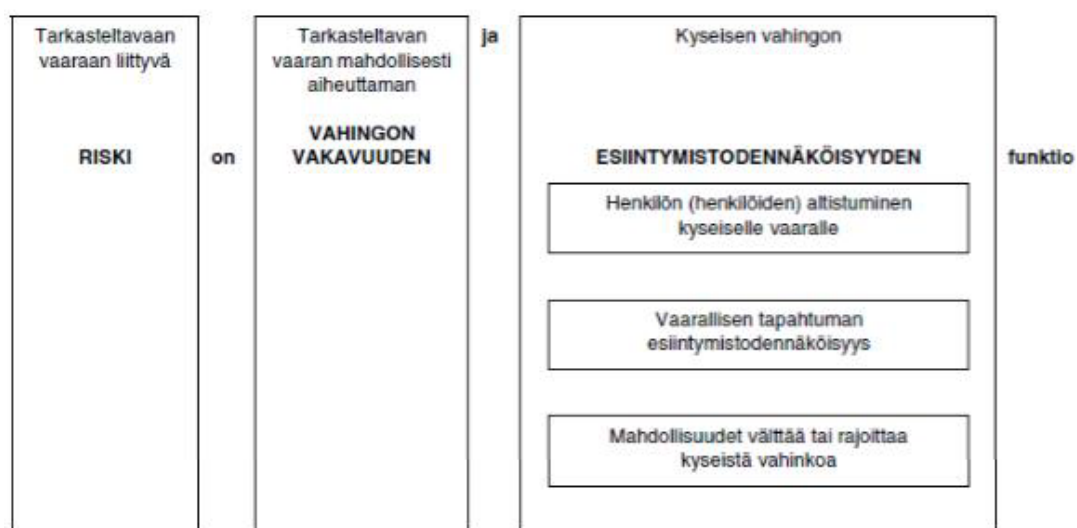 Tarkasteltavaan
vaaraan liittyvä
RISKI
on
Tarkasteltavan
vaaran mahdollisesti
aiheuttaman
VAHINGON
VAKAVUUDEN
ja
Kyseisen vahingon
ESIINTYMISTODENNÄKÖISYYDEN
Henkilön (henkilöiden) altistuminen
kyseiselle vaaralle
Vaarallisen tapahtuman
esiintymistodennäköisyys
Mahdollisuudet välttää tai rajoittaa
kyseistä vahinkoa
funktio